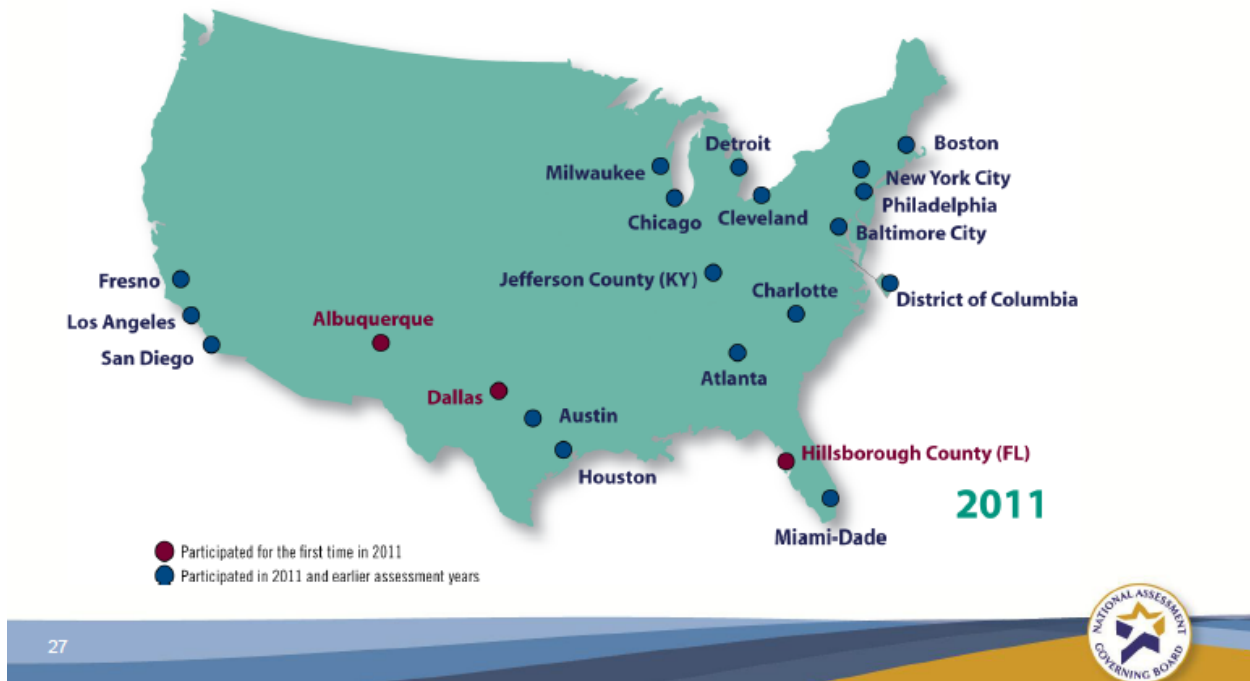 Detroit
Boston
Milwaukee
New York City
Chicago
Cleveland
Philadelphia
Baltimore City
Fresno
Jefferson County (KY)
Charlotte
District of Columbia
Los Angeles
Albuquerque
San Diego
Atlanta
Dallas
Austin
Hillsborough County (FL)
Houston
2011
Miami-Dade
Participated for the first time in 2011
Participated in 2011 and earlier assessment years
27
NATIONAL ASSESSMENT
GOVERNING BOARD